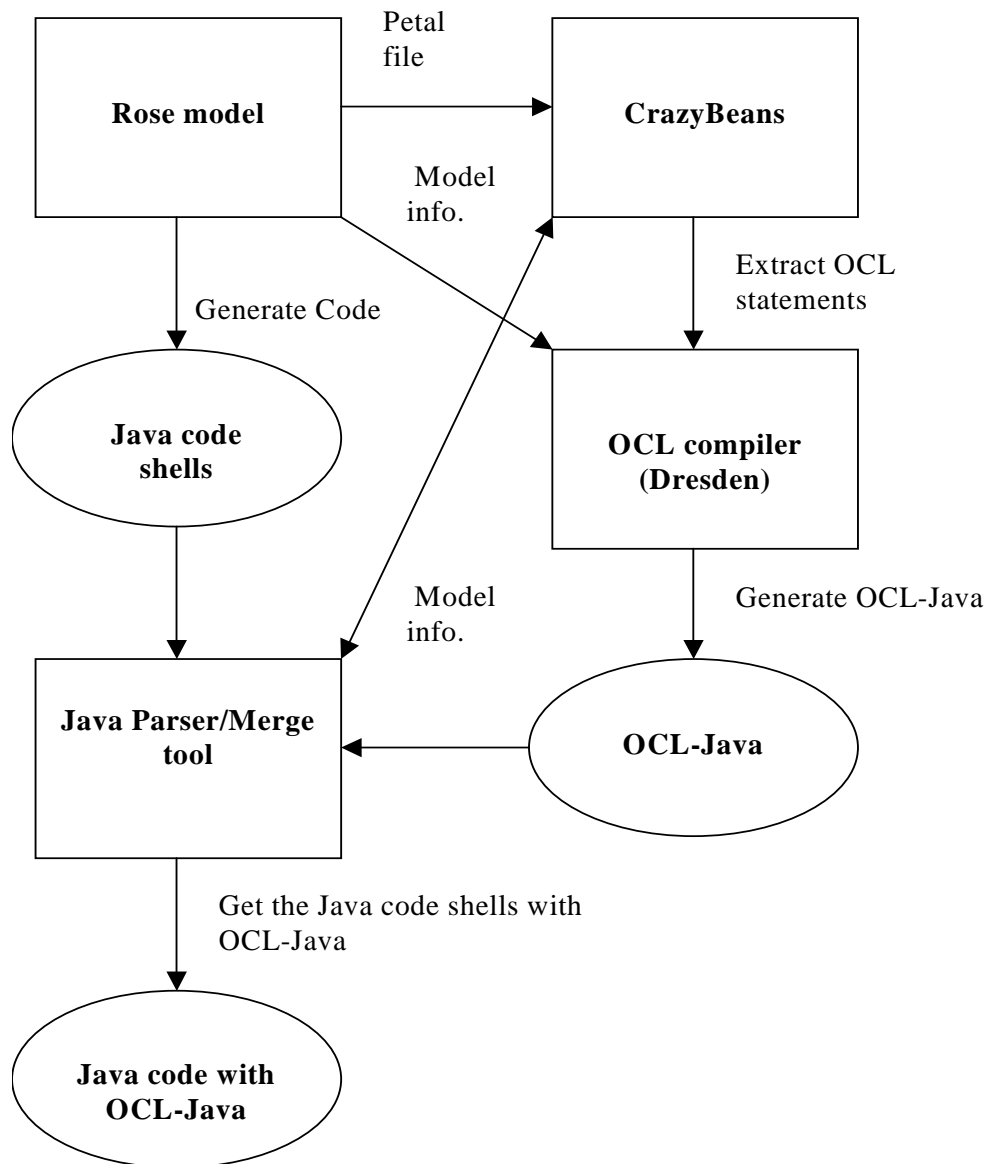 Petal
file
Rose model
CrazyBeans
Model
info.
Extract OCL
statements
Generate Code
Java code
shells
OCL compiler
(Dresden)
Model
info.
Generate OCL-Java
Java Parser/Merge
tool
OCL-Java
Get the Java code shells with
OCL-Java
Java code with
OCL-Java